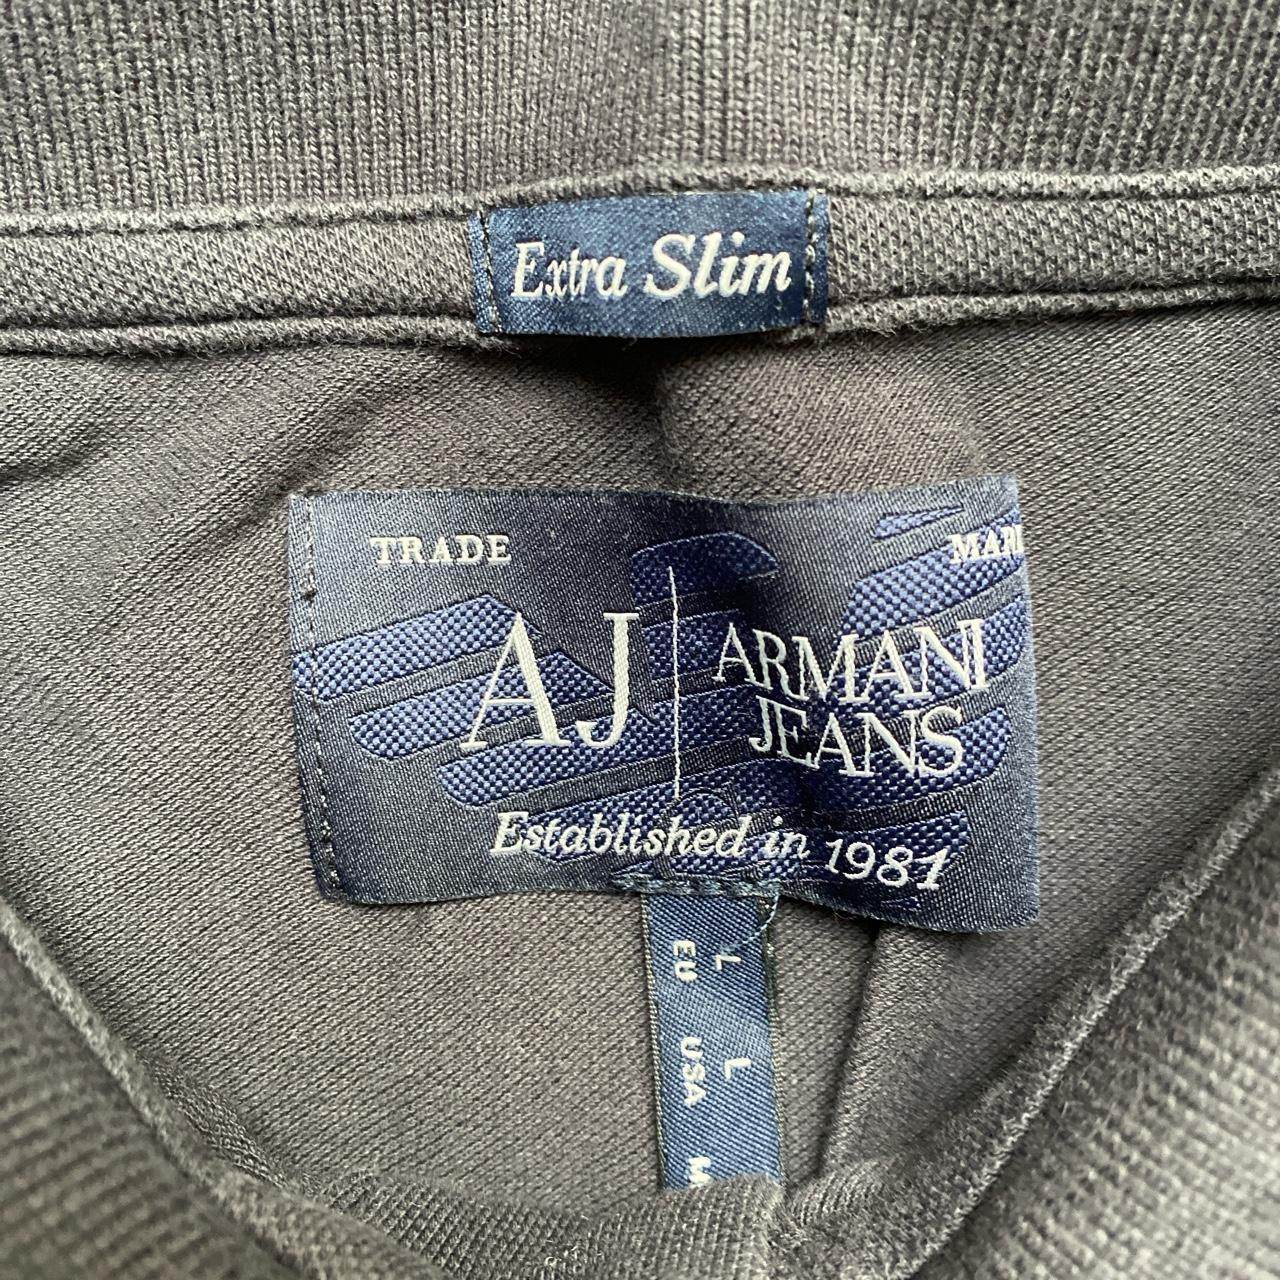 Extra Slim
TRADE
AJ
ARMANI
JEANS
Established in 1981
L
EU
L
USA